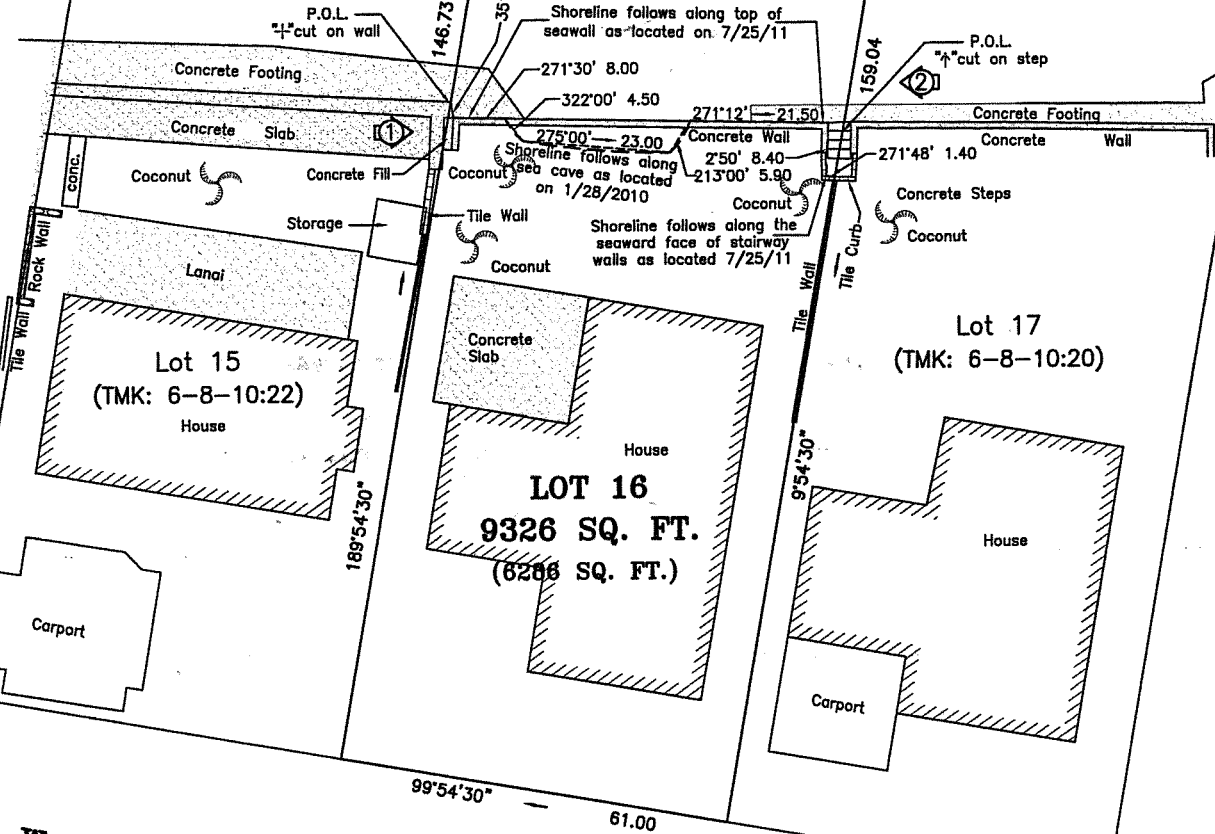 P.O.L.
"┼"cut on wall
146.73
35°
Shoreline follows along top of
seawall as located on 7/25/11
159.04
P.O.L.
"↑"cut on step
2
Concrete Footing
271°30' 8.00
322°00' 4.50
271°12' 21.50
Concrete Footing
Concrete Slab
1
275°00' 23.00
Concrete Wall
Concrete Wall
conc.
Coconut
Concrete Fill
Coconut
Shoreline follows along
sea cave as located
on 1/28/2010
2°50' 8.40
213°00' 5.90
271°48' 1.40
Coconut
Concrete Steps
Coconut
Rock Wall
Storage
Tile Wall
Coconut
Shoreline follows along the
seaward face of stairway
walls as located 7/25/11
Tile Wall
Tile Curb
Lanai
Tile Wall
Lot 15
(TMK: 6-8-10:22)
House
Concrete
Slab
Lot 17
(TMK: 6-8-10:20)
House
LOT 16
9326 SQ. FT.
(6286 SQ. FT.)
189°54'30"
9°54'30"
House
Carport
Carport
99°54'30"
61.00